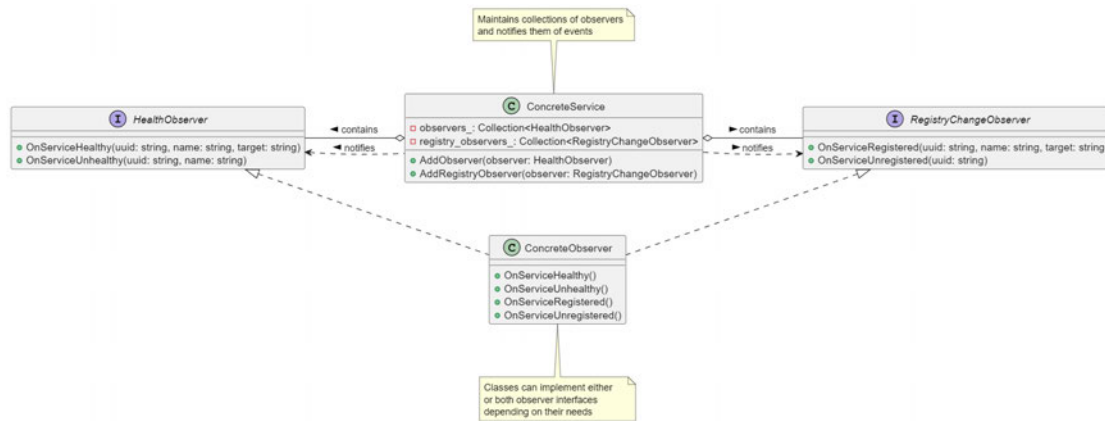 Maintains collections of observers
and notifies them of events
I HealthObserver
OnServiceHealthy(uuid: string, name: string, target: string)
OnServiceUnhealthy(uuid: string, name: string)
◄ contains
◄ notifies
C ConcreteService
observers_: Collection<HealthObserver>
registry_observers_: Collection<RegistryChangeObserver>
AddObserver(observer: HealthObserver)
AddRegistryObserver(observer: RegistryChangeObserver)
► contains
► notifies
I RegistryChangeObserver
OnServiceRegistered(uuid: string, name: string, target: string)
OnServiceUnregistered(uuid: string)
C ConcreteObserver
OnServiceHealthy()
OnServiceUnhealthy()
OnServiceRegistered()
OnServiceUnregistered()
Classes can implement either
or both observer interfaces
depending on their needs